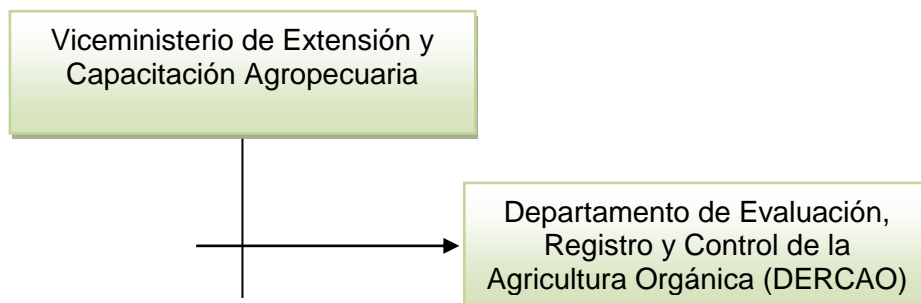 Viceministerio de Extensión y
Capacitación Agropecuaria
Departamento de Evaluación,
Registro y Control de la
Agricultura Orgánica (DERCAO)